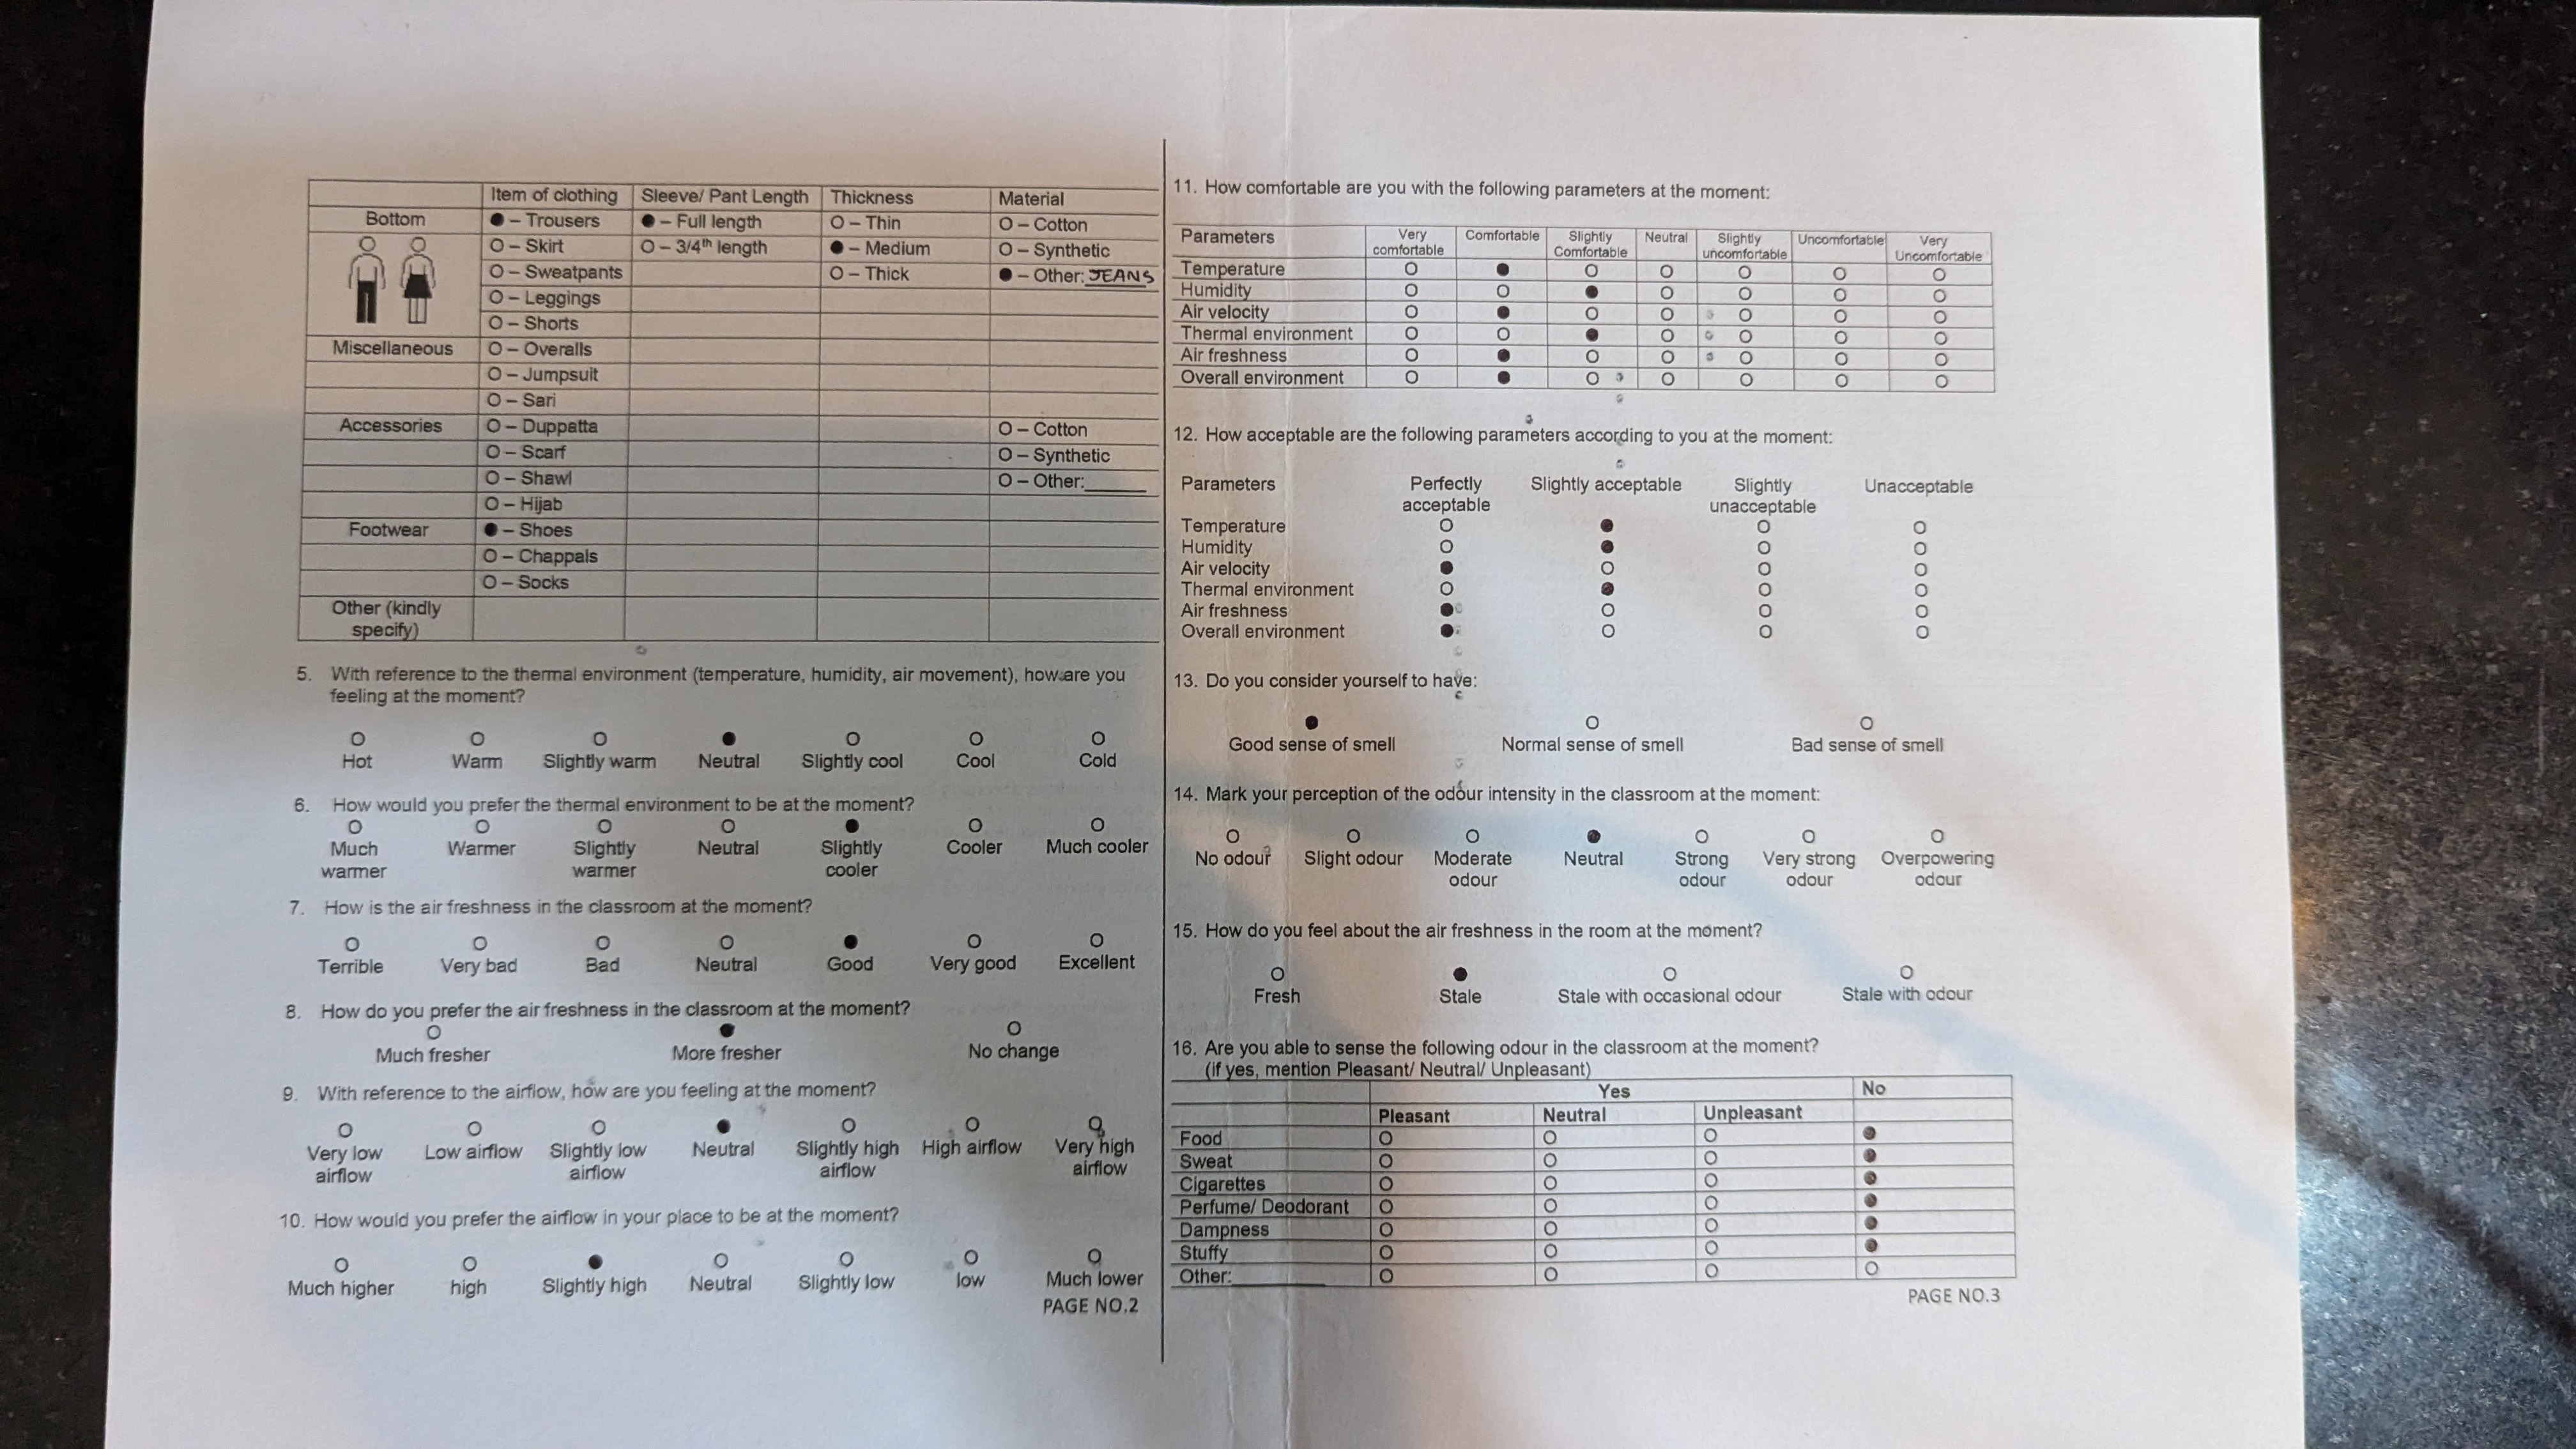 Item of clothing Sleeve/ Pant Length Thickness Material
Bottom ● – Trousers ● – Full length O – Thin O – Cotton
O – Skirt O – 3/4th length ● – Medium O – Synthetic
O – Sweatpants O – Thick ● – Other: JEANS
O – Leggings
O – Shorts
Miscellaneous O – Overalls
O – Jumpsuit
O – Sari
Accessories O – Duppatta O – Cotton
O – Scarf O – Synthetic
O – Shawl O – Other:______
O – Hijab
Footwear ● – Shoes
O – Chappals
O – Socks
Other (kindly
specify)
5. With reference to the thermal environment (temperature, humidity, air movement), how are you
feeling at the moment?
O O O ● O O O
Hot Warm Slightly warm Neutral Slightly cool Cool Cold
6. How would you prefer the thermal environment to be at the moment?
O O O O ● O O
Much Warmer Slightly Neutral Slightly Cooler Much cooler
warmer warmer cooler
7. How is the air freshness in the classroom at the moment?
O O O O ● O O
Terrible Very bad Bad Neutral Good Very good Excellent
8. How do you prefer the air freshness in the classroom at the moment?
O ● O
Much fresher More fresher No change
9. With reference to the airflow, how are you feeling at the moment?
O O O ● O O O
Very low Low airflow Slightly low Neutral Slightly high High airflow Very high
airflow airflow airflow airflow
10. How would you prefer the airflow in your place to be at the moment?
O O ● O O O O
Much higher high Slightly high Neutral Slightly low low Much lower
PAGE NO.2
11. How comfortable are you with the following parameters at the moment:
Parameters Very Comfortable Slightly Neutral Slightly Uncomfortable Very
comfortable Comfortable uncomfortable Uncomfortable
Temperature O ● O O O O O
Humidity O O ● O O O O
Air velocity O ● O O O O O
Thermal environment O O ● O O O O
Air freshness O ● O O O O O
Overall environment O ● O O O O O
12. How acceptable are the following parameters according to you at the moment:
Parameters Perfectly Slightly acceptable Slightly Unacceptable
acceptable unacceptable
Temperature O ● O O
Humidity O ● O O
Air velocity ● O O O
Thermal environment O ● O O
Air freshness ● O O O
Overall environment ● O O O
13. Do you consider yourself to have:
● O O
Good sense of smell Normal sense of smell Bad sense of smell
14. Mark your perception of the odour intensity in the classroom at the moment:
O O O ● O O O
No odour Slight odour Moderate Neutral Strong Very strong Overpowering
odour odour odour odour
15. How do you feel about the air freshness in the room at the moment?
O ● O O
Fresh Stale Stale with occasional odour Stale with odour
16. Are you able to sense the following odour in the classroom at the moment?
(if yes, mention Pleasant/ Neutral/ Unpleasant)
Yes No
Pleasant Neutral Unpleasant
Food O O O ●
Sweat O O O ●
Cigarettes O O O ●
Perfume/ Deodorant O O O ●
Dampness O O O ●
Stuffy O O O ●
Other:_________ O O O O
PAGE NO.3